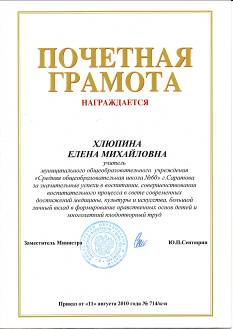 ПОЧЕТНАЯ
ГРАМОТА
НАГРАЖДАЕТСЯ
ХЛЮПИНА
ЕЛЕНА МИХАЙЛОВНА
учитель
муниципального общеобразовательного учреждения
«Средняя общеобразовательная школа №60» г.Саратова
за значительные успехи в воспитании, совершенствовании
воспитательного процесса в свете современных
достижений медицины, культуры и искусства, большой
личный вклад в формирование нравственных основ детей и
многолетний плодотворный труд
Заместитель Министра
Ю.П.Сентюрин
Приказ от «11» августа 2010 года № 714/к-н